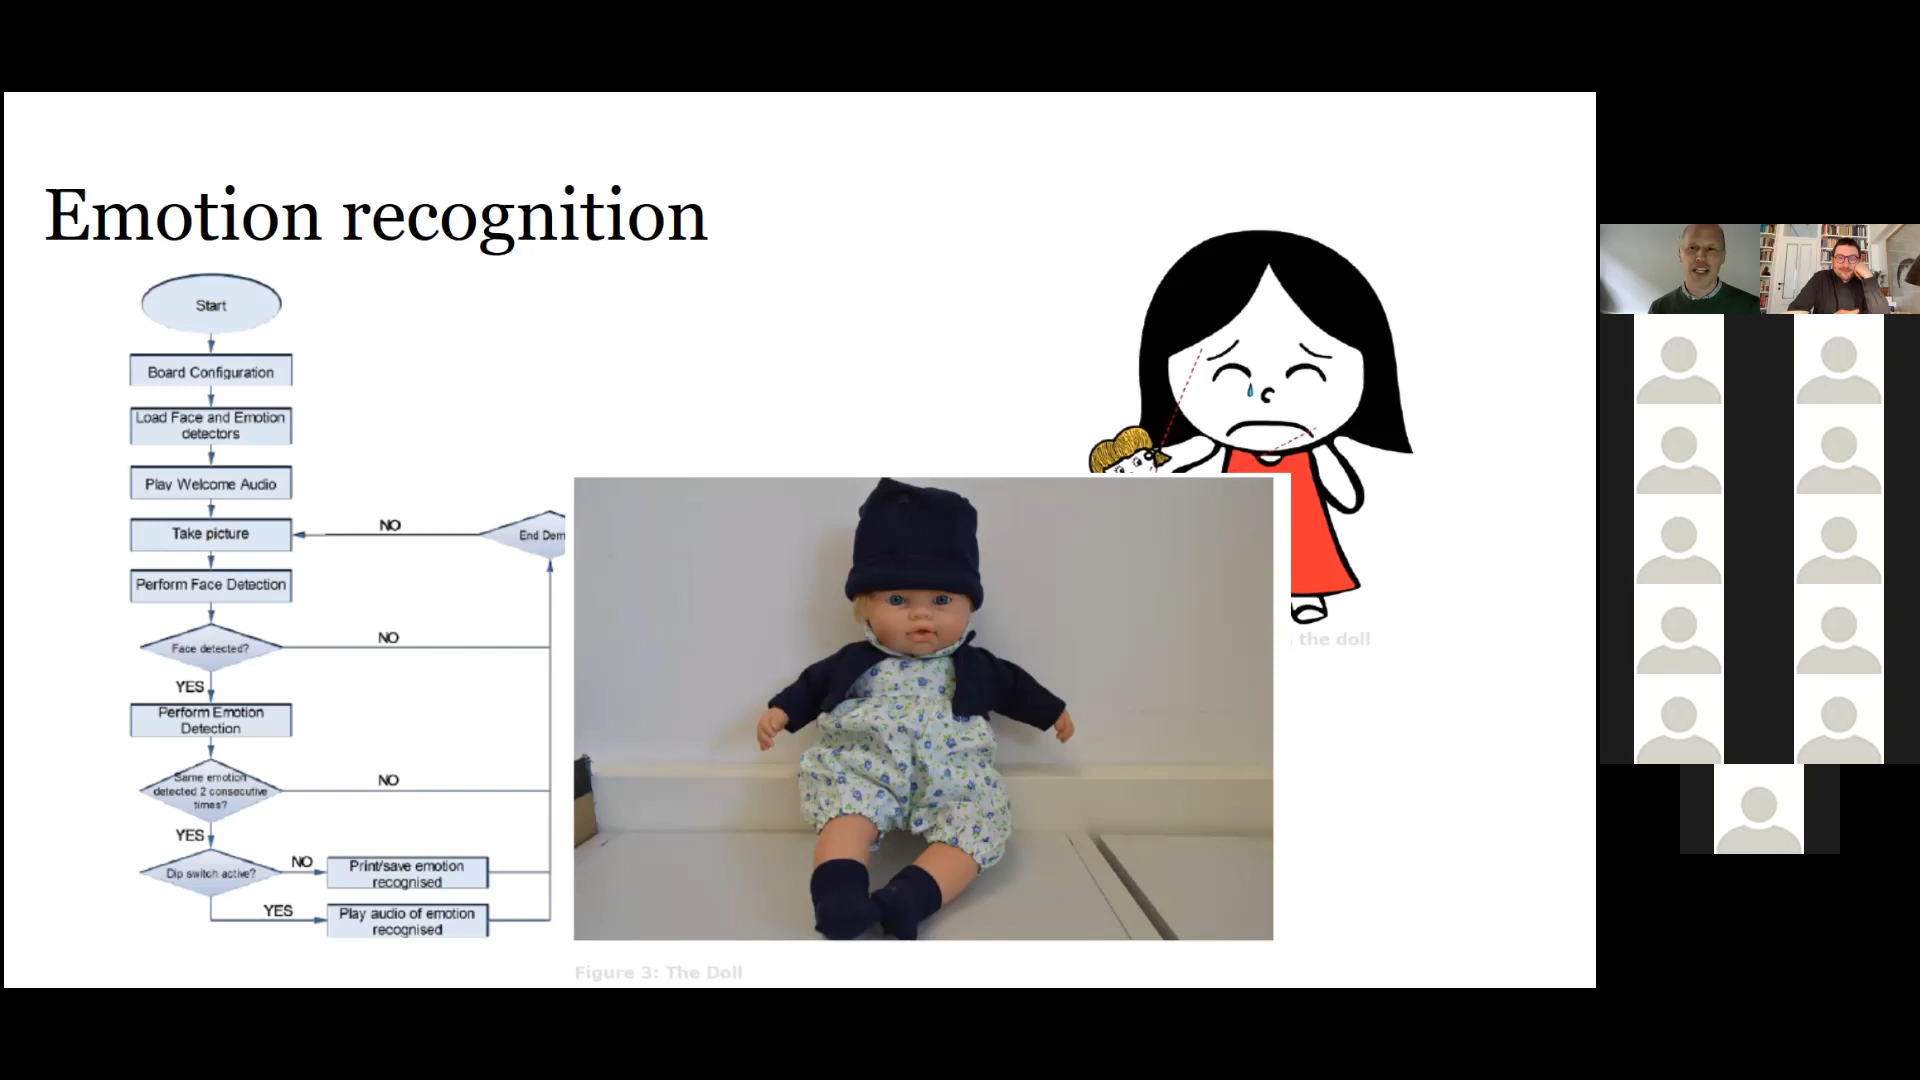 Emotion recognition
Start
Board Configuration
Load Face and Emotion
detectors
Play Welcome Audio
Take picture
NO
End Dem
Perform Face Detection
Face detected?
NO
YES
Perform Emotion
Detection
Same emotion
detected 2 consecutive
times?
NO
YES
Dip switch active?
NO
Print/save emotion
recognised
YES
Play audio of emotion
recognised
the doll
Figure 3: The Doll